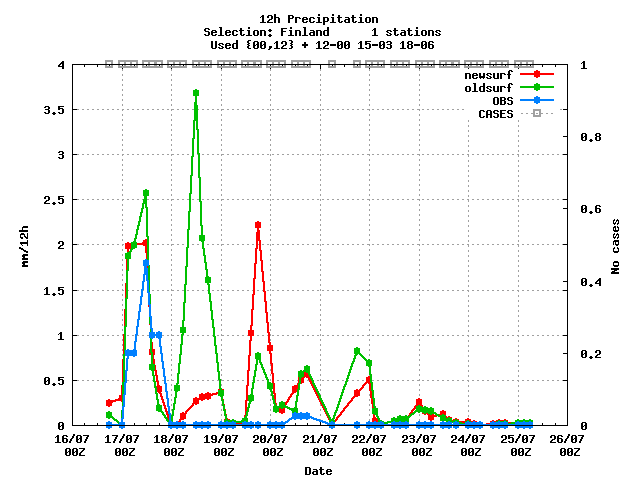 12h Precipitation
Selection: Finland 1 stations
Used {00,12} + 12-00 15-03 18-06
4 1
newsurf
oldsurf
OBS
CASES
3.5
0.8
3
2.5
0.6
mm/12h
No cases
2
1.5
0.4
1
0.2
0.5
0 0
16/07 17/07 18/07 19/07 20/07 21/07 22/07 23/07 24/07 25/07 26/07
00Z 00Z 00Z 00Z 00Z 00Z 00Z 00Z 00Z 00Z 00Z
Date